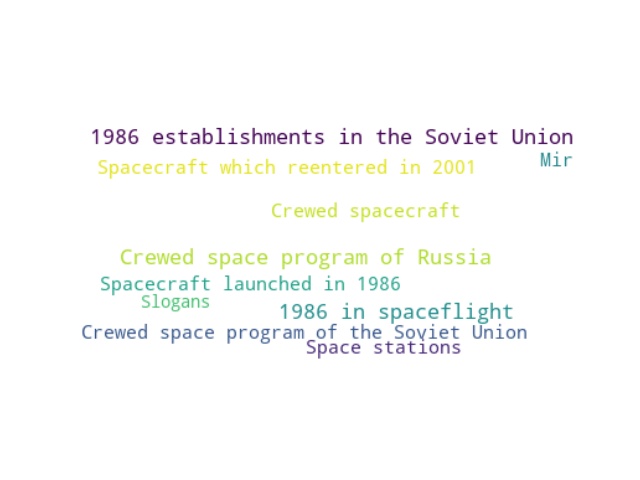 1986 establishments in the Soviet Union
Mir
Spacecraft which reentered in 2001
Crewed spacecraft
Crewed space program of Russia
Spacecraft launched in 1986
Slogans
1986 in spaceflight
Crewed space program of the Soviet Union
Space stations